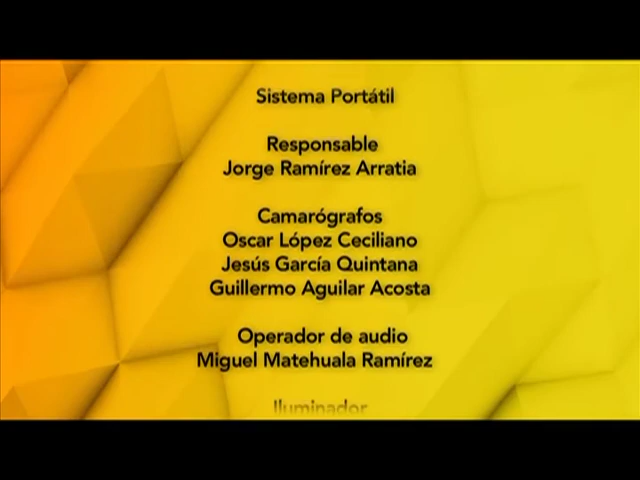 Sistema Portátil
Responsable
Jorge Ramírez Arratia
Camarógrafos
Oscar López Ceciliano
Jesús García Quintana
Guillermo Aguilar Acosta
Operador de audio
Miguel Matehuala Ramírez
Iluminador